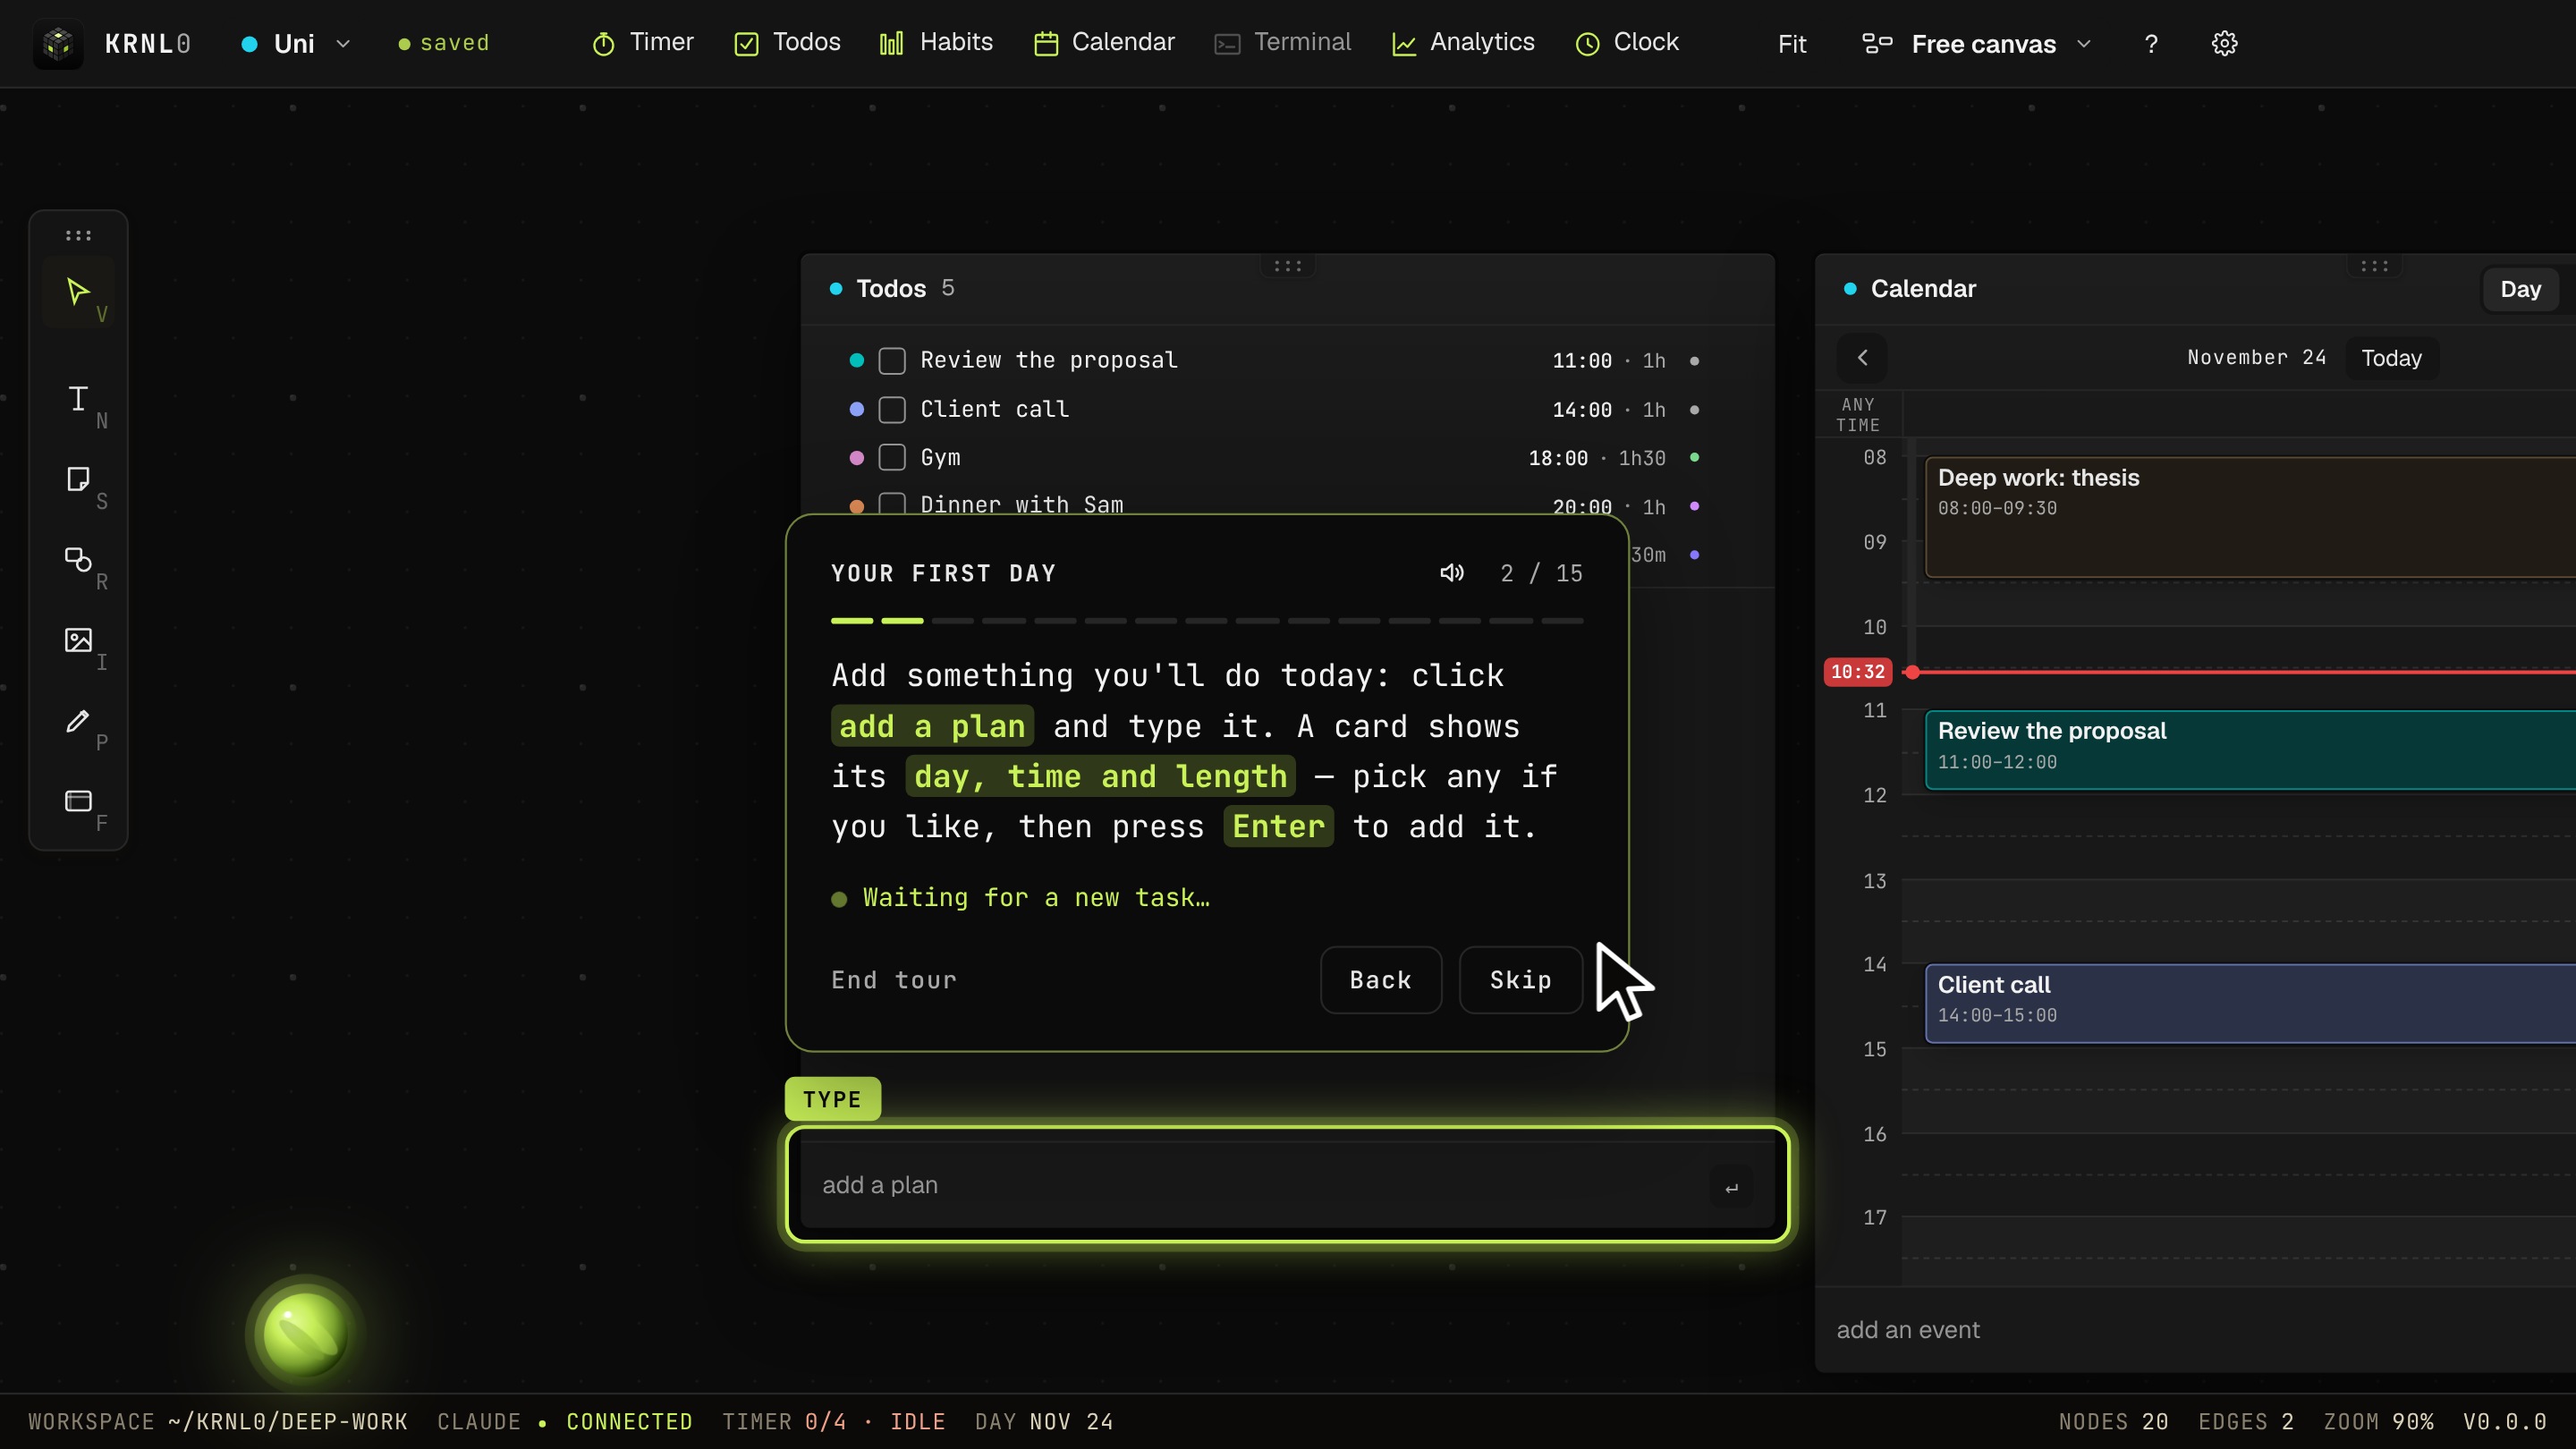 KRNL0
Uni
saved
Timer
Todos
Habits
Calendar
Terminal
Analytics
Clock
Fit
Free canvas
?
V
N
S
R
I
P
F
Todos 5
Review the proposal 11:00 · 1h
Client call 14:00 · 1h
Gym 18:00 · 1h30
Dinner with Sam 20:00 · 1h
30m
YOUR FIRST DAY 2 / 15
Add something you'll do today: click
add a plan and type it. A card shows
its day, time and length — pick any if
you like, then press Enter to add it.
Waiting for a new task…
End tour Back Skip
TYPE
add a plan ↵
Calendar Day
November 24 Today
ANY
TIME
08
Deep work: thesis
08:00–09:30
09
10
10:32
11
Review the proposal
11:00–12:00
12
13
14
Client call
14:00–15:00
15
16
17
add an event
WORKSPACE ~/KRNL0/DEEP-WORK CLAUDE • CONNECTED TIMER 0/4 · IDLE DAY NOV 24
NODES 20 EDGES 2 ZOOM 90% V0.0.0